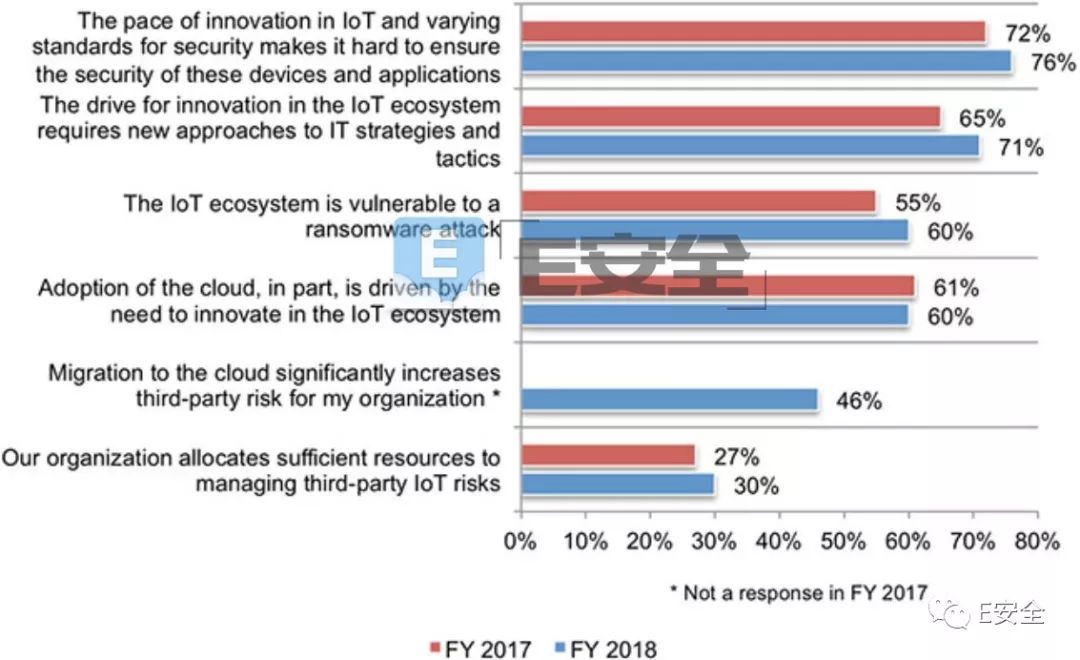 The pace of innovation in IoT and varying
standards for security makes it hard to ensure
the security of these devices and applications
72%
76%
The drive for innovation in the IoT ecosystem
requires new approaches to IT strategies and
tactics
65%
71%
The IoT ecosystem is vulnerable to a
ransomware attack
55%
60%
E E安全
Adoption of the cloud, in part, is driven by the
need to innovate in the IoT ecosystem
61%
60%
Migration to the cloud significantly increases
third-party risk for my organization *
46%
Our organization allocates sufficient resources to
managing third-party IoT risks
27%
30%
0% 10% 20% 30% 40% 50% 60% 70% 80%
* Not a response in FY 2017
E安全
FY 2017 FY 2018